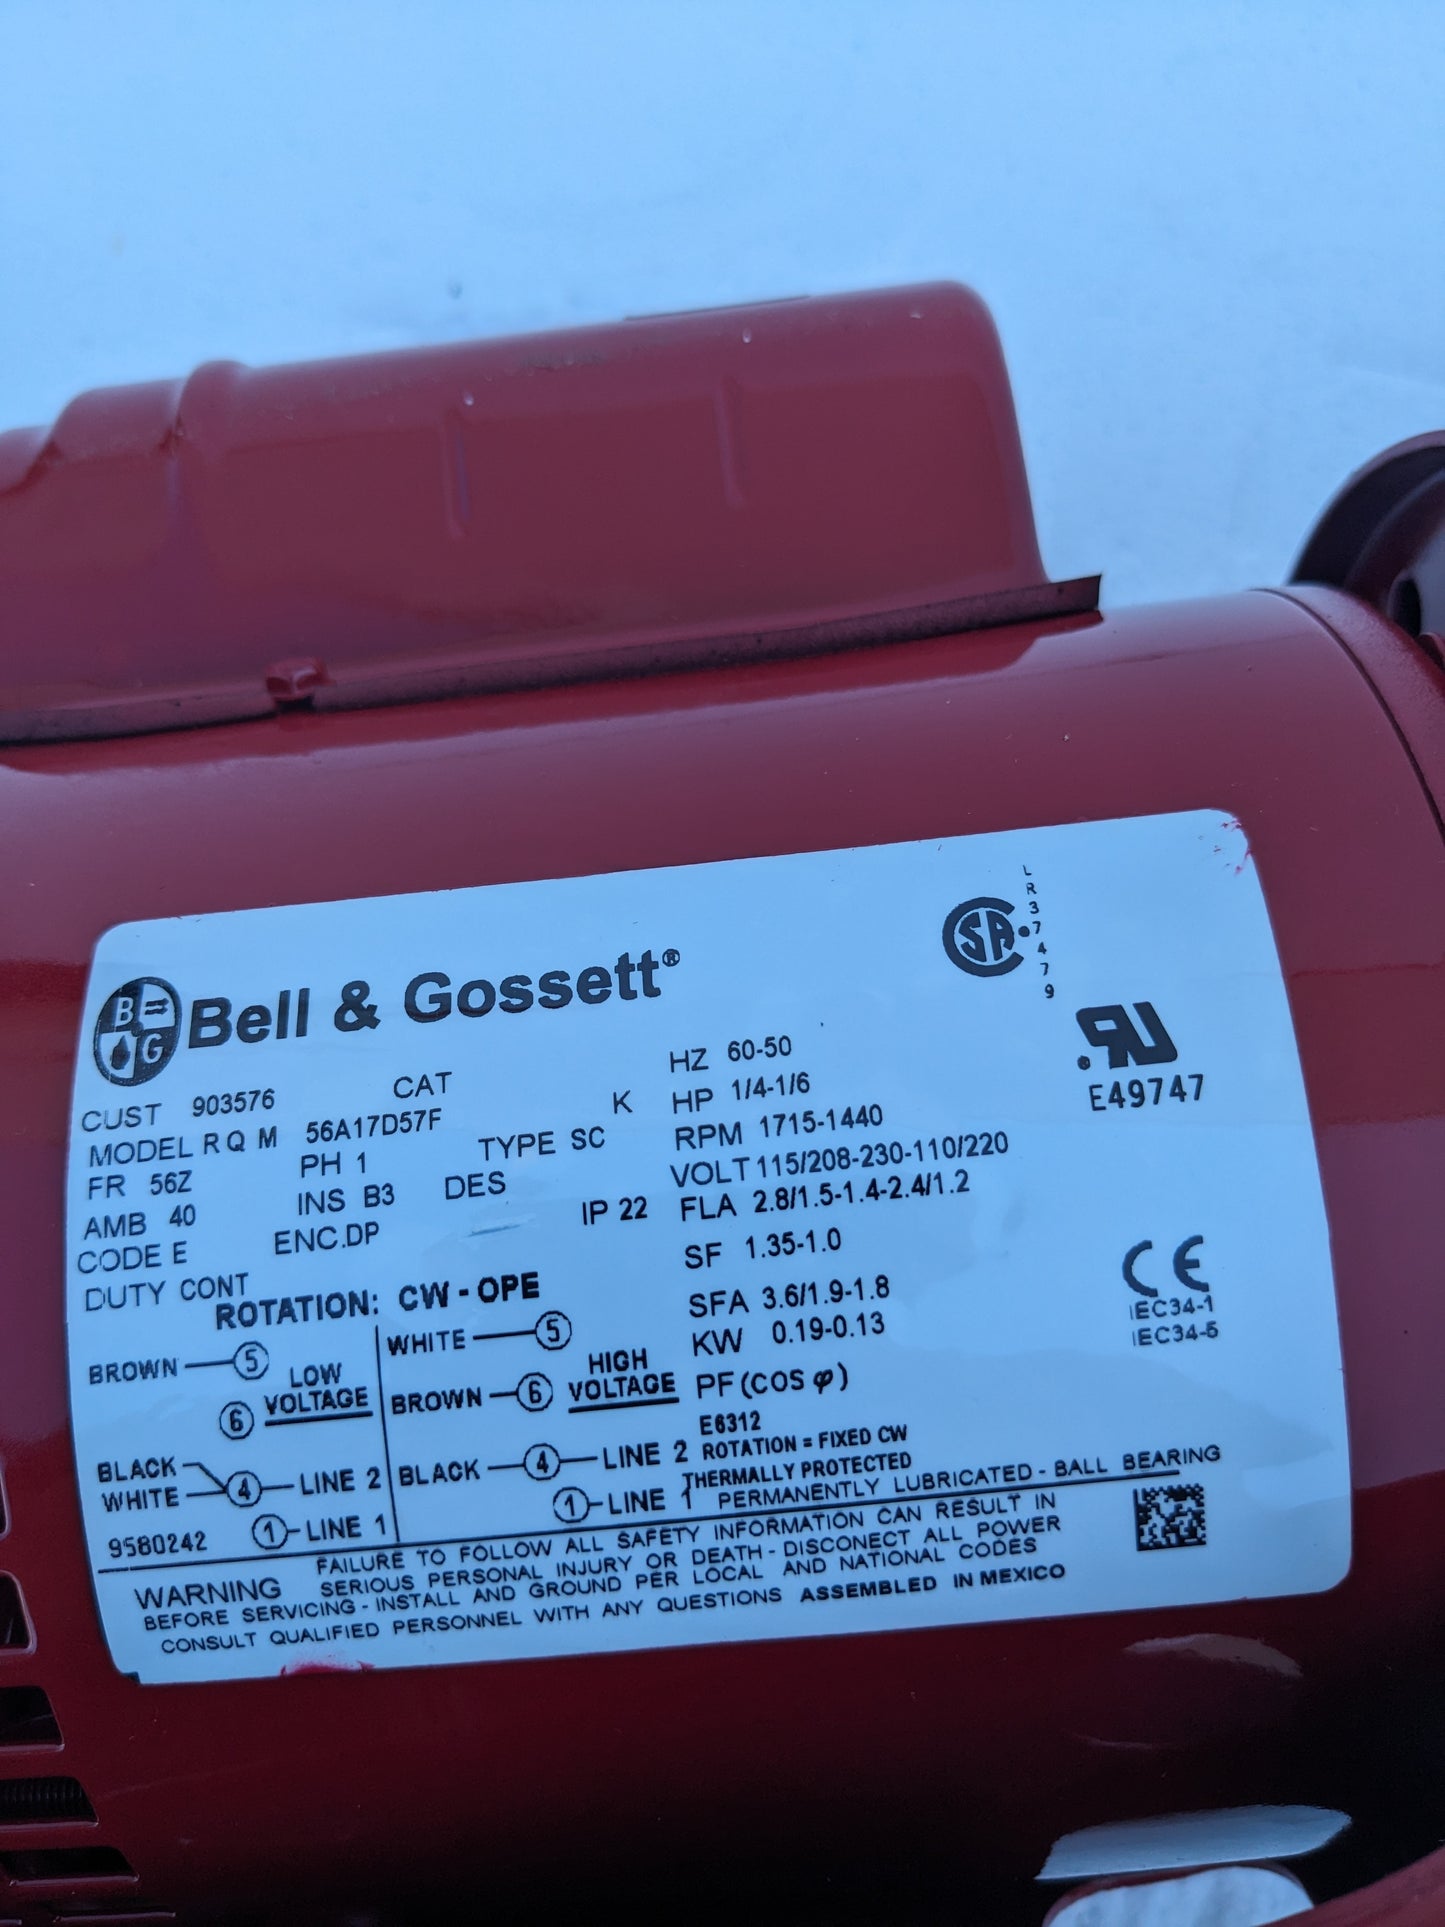 B G Bell & Gossett®
LR37479
E49747
CUST 903576 CAT
MODEL R Q M 56A17D57F K
FR 56Z PH 1 TYPE SC
AMB 40 INS B3 DES
CODE E ENC.DP IP 22
DUTY CONT
HZ 60-50
HP 1/4-1/6
RPM 1715-1440
VOLT 115/208-230-110/220
FLA 2.8/1.5-1.4-2.4/1.2
SF 1.35-1.0
SFA 3.6/1.9-1.8
KW 0.19-0.13
PF (COS φ)
E6312
ROTATION = FIXED CW
THERMALLY PROTECTED
PERMANENTLY LUBRICATED - BALL BEARING
CE
IEC34-1
IEC34-5
ROTATION: CW - OPE
BROWN 5
6 LOW VOLTAGE
BLACK
WHITE 4 LINE 2
9580242 1 LINE 1
WHITE 5
BROWN 6 HIGH VOLTAGE
BLACK 4 LINE 2
1 LINE 1
WARNING FAILURE TO FOLLOW ALL SAFETY INFORMATION CAN RESULT IN
SERIOUS PERSONAL INJURY OR DEATH - DISCONECT ALL POWER
BEFORE SERVICING - INSTALL AND GROUND PER LOCAL AND NATIONAL CODES
CONSULT QUALIFIED PERSONNEL WITH ANY QUESTIONS ASSEMBLED IN MEXICO